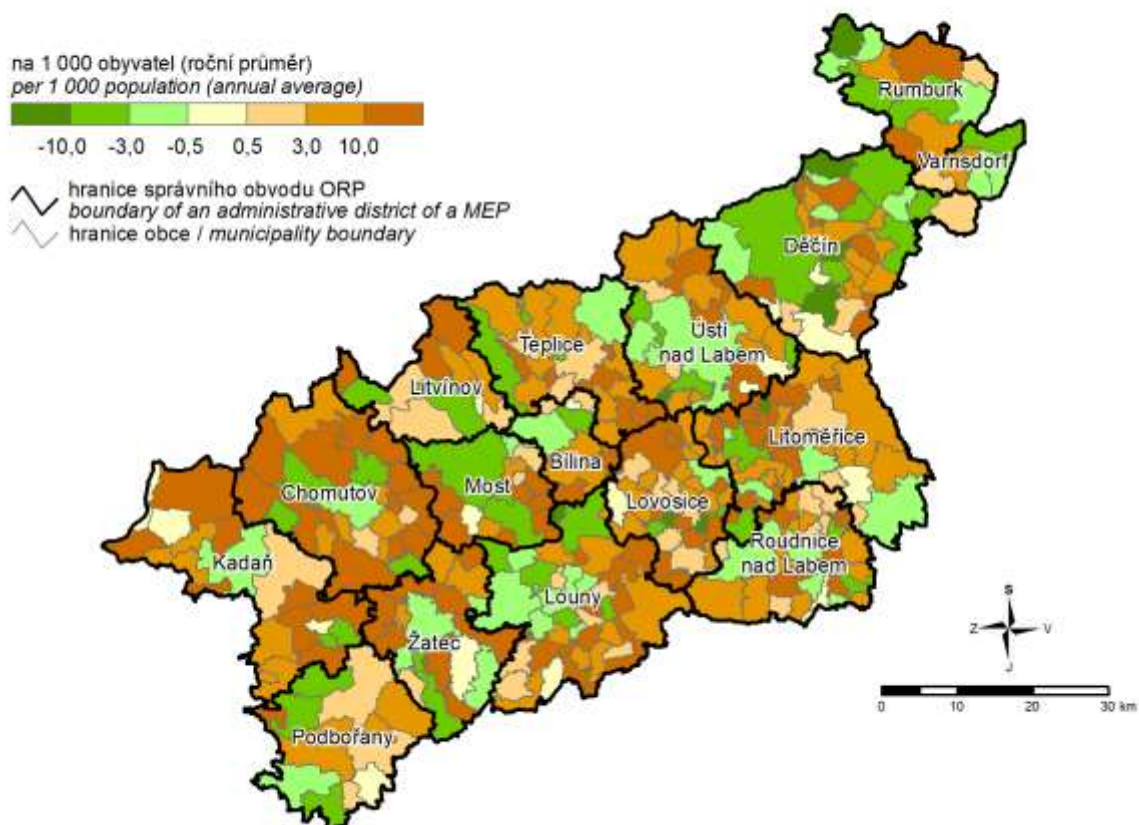 na 1 000 obyvatel (roční průměr)
per 1 000 population (annual average)
-10,0 -3,0 -0,5 0,5 3,0 10,0
hranice správního obvodu ORP
boundary of an administrative district of a MEP
hranice obce / municipality boundary
Rumburk
Varnsdorf
Děčín
Ústí
nad Labem
Teplice
Litvínov
Litoměřice
Bílina
Most
Chomutov
Lovosice
Roudnice
nad Labem
Kadaň
Louny
Žatec
Podbořany
S
Z V
J
0 10 20 30 km